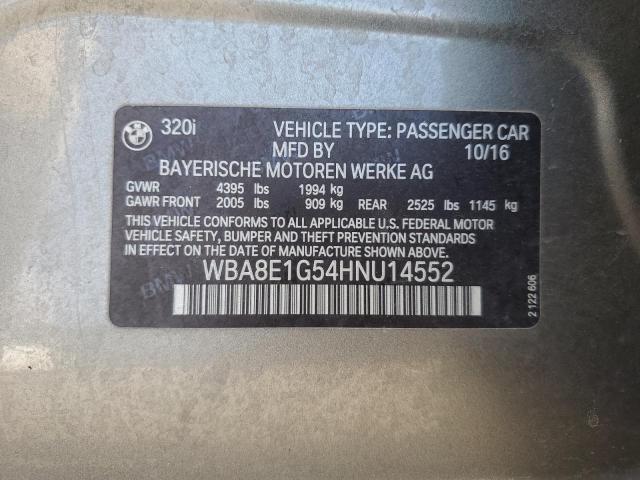 BMW 320i VEHICLE TYPE: PASSENGER CAR
MFD BY 10/16
BAYERISCHE MOTOREN WERKE AG
GVWR 4395 lbs 1994 kg
GAWR FRONT 2005 lbs 909 kg REAR 2525 lbs 1145 kg
THIS VEHICLE CONFORMS TO ALL APPLICABLE U.S. FEDERAL MOTOR
VEHICLE SAFETY, BUMPER AND THEFT PREVENTION STANDARDS
IN EFFECT ON THE DATE OF MANUFACTURE SHOWN ABOVE.
WBA8E1G54HNU14552
2 122 606